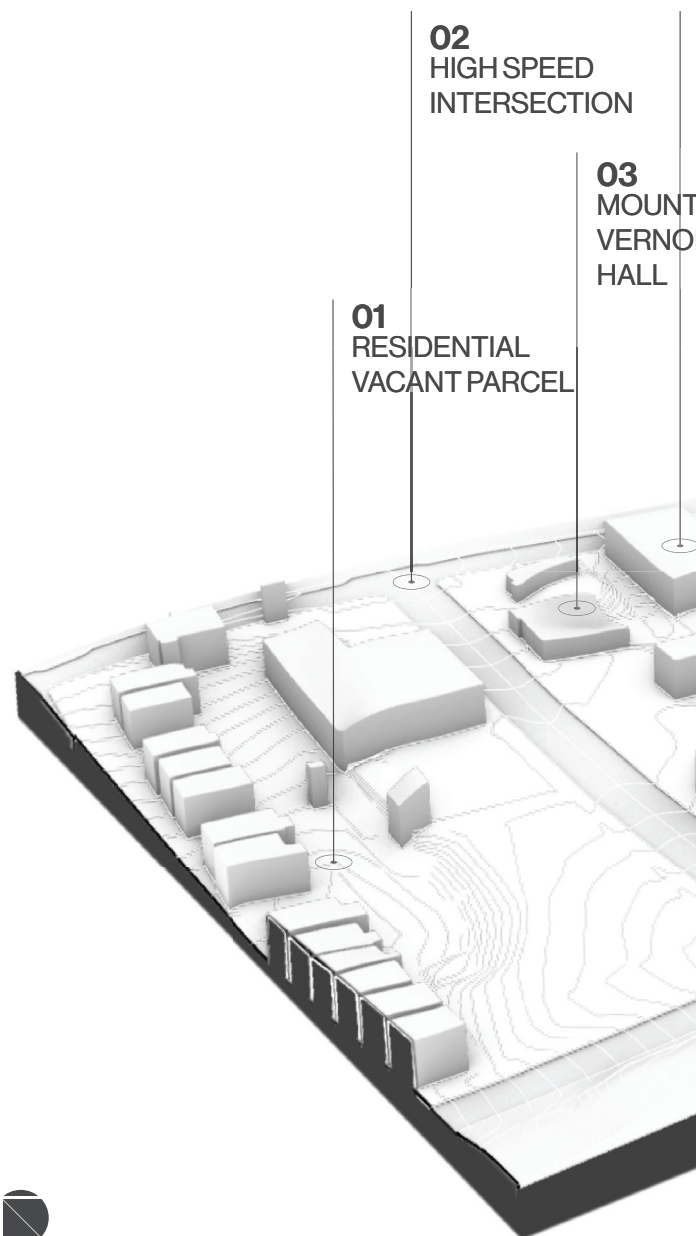 02
HIGH SPEED
INTERSECTION
03
MOUNT
VERNO
HALL
01
RESIDENTIAL
VACANT PARCEL